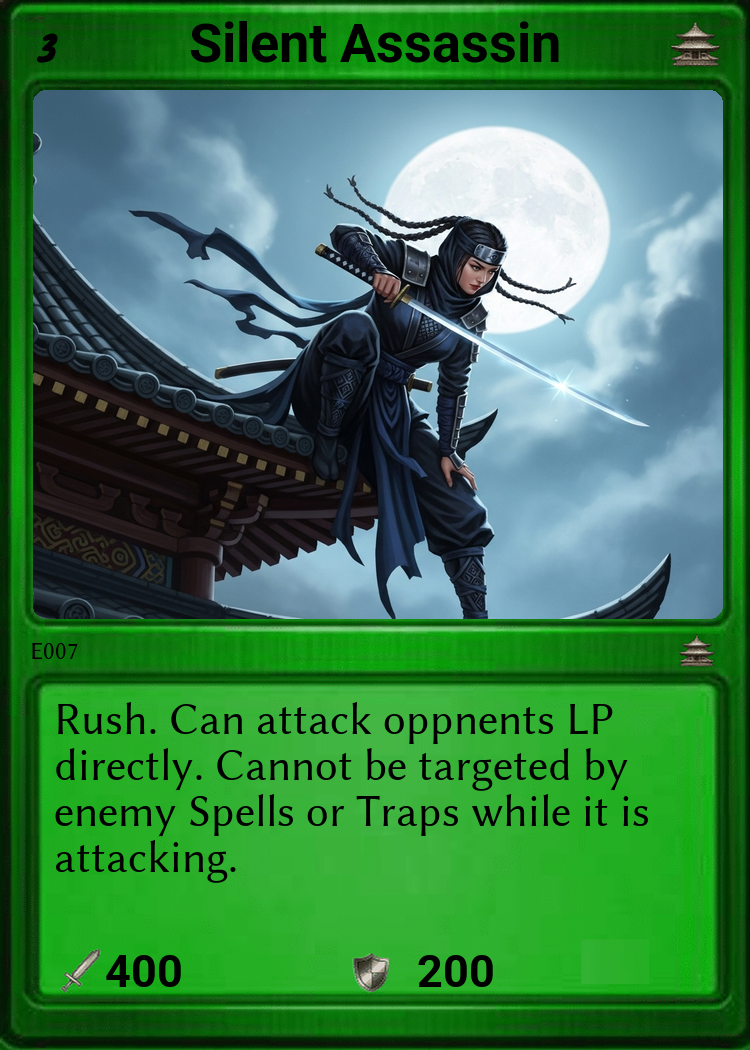 3 Silent Assassin
E007
Rush. Can attack oppnents LP
directly. Cannot be targeted by
enemy Spells or Traps while it is
attacking.
400 200